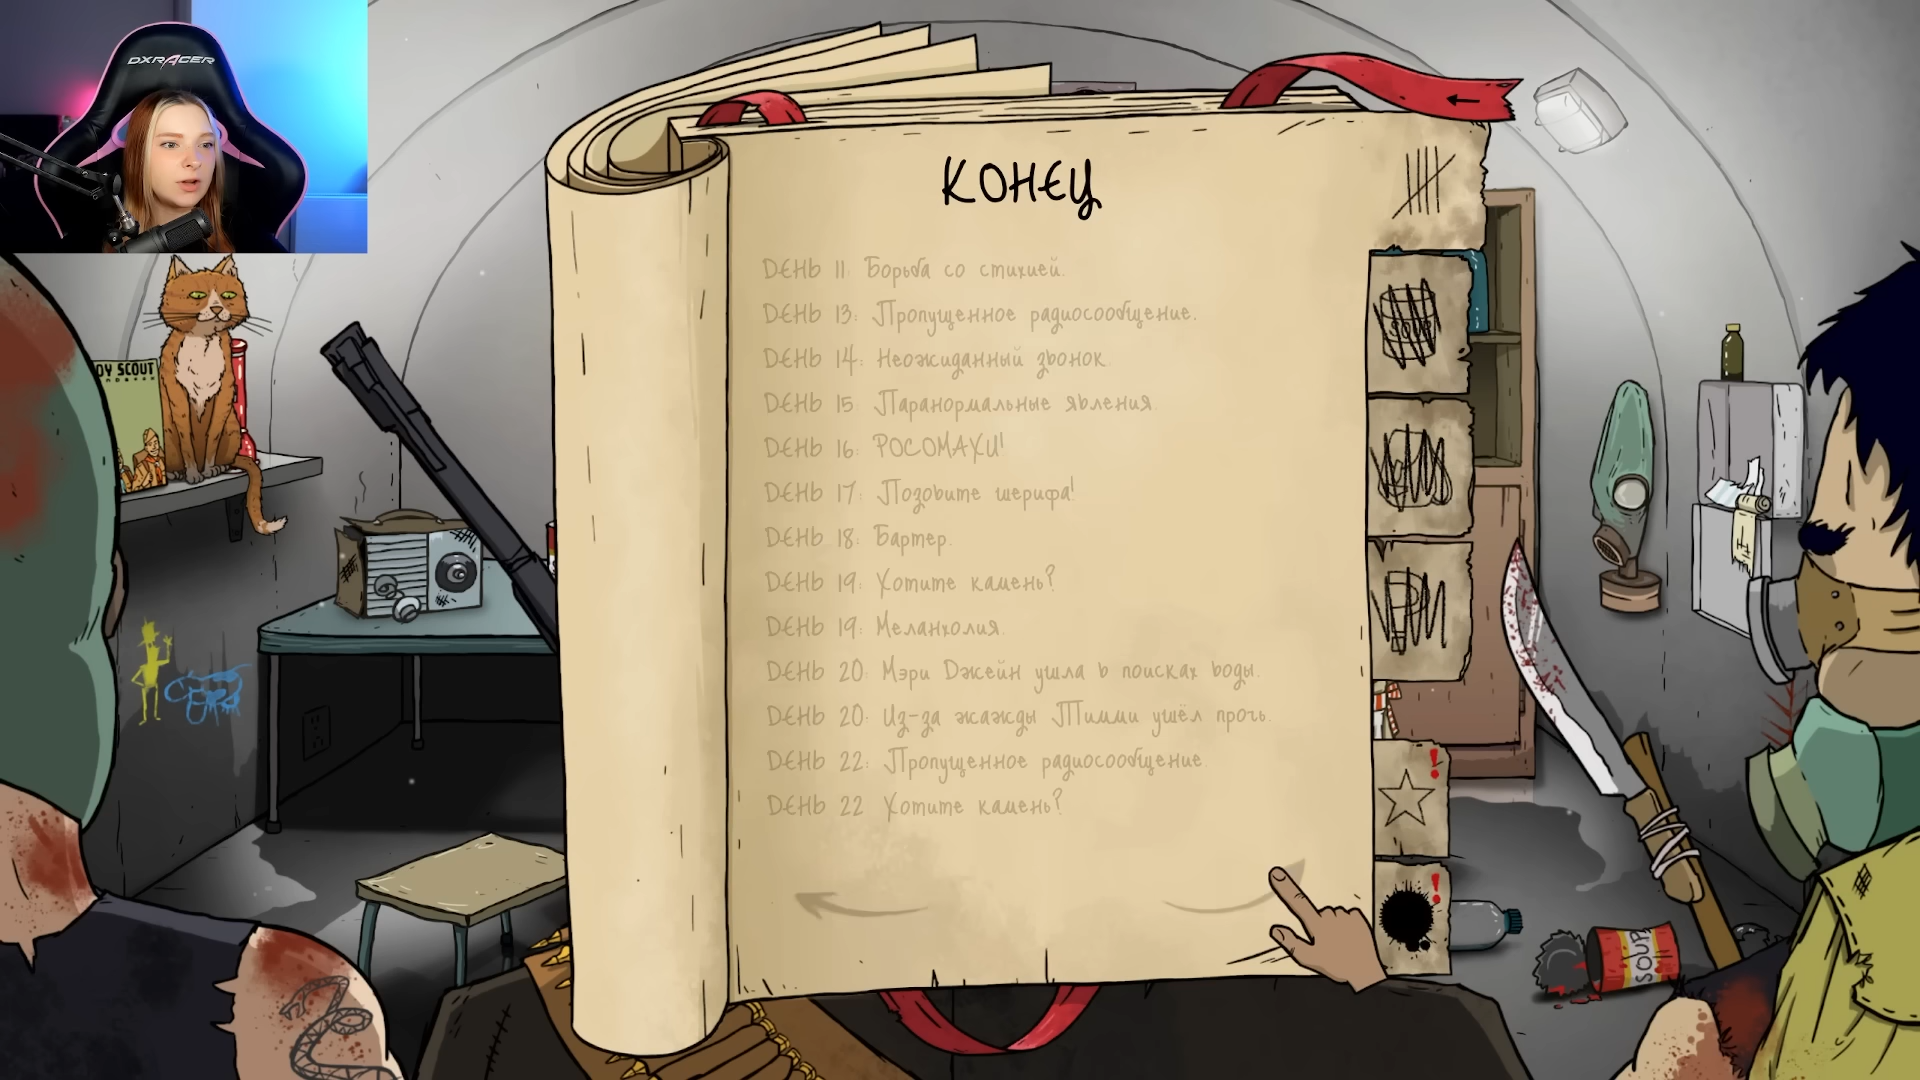 DXRACER
КОНЕЦ
ДЕНЬ 11: Борьба со стихией.
ДЕНЬ 13: Пропущенное радиосообщение.
ДЕНЬ 14: Неожиданный звонок.
ДЕНЬ 15: Паранормальные явления.
ДЕНЬ 16: РОСОМАХИ!
ДЕНЬ 17: Позовите шерифа!
ДЕНЬ 18: Бартер.
ДЕНЬ 19: Хотите камень?
ДЕНЬ 19: Меланхолия.
ДЕНЬ 20: Мэри Джейн ушла в поисках воды.
ДЕНЬ 20: Из-за жажды Тимми ушёл прочь.
ДЕНЬ 22: Пропущенное радиосообщение.
ДЕНЬ 22: Хотите камень?
OY SCOUT
SOUP